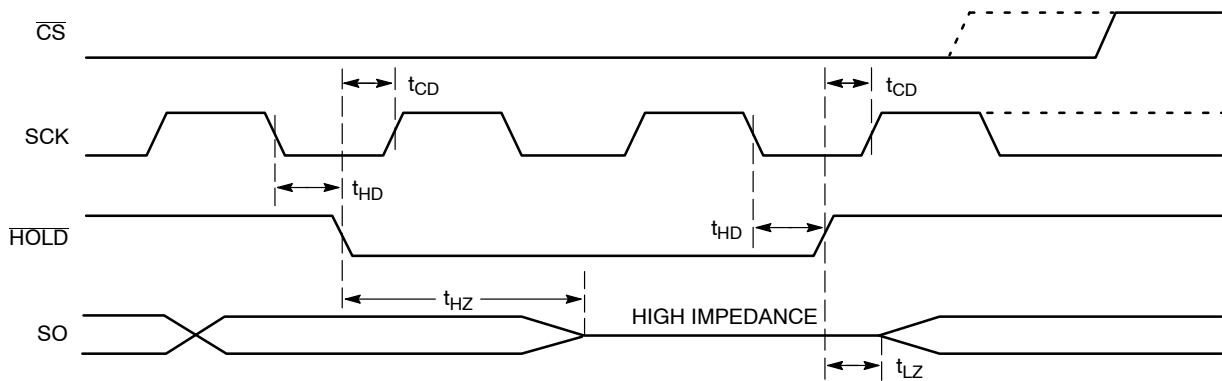 CS
tCD
tCD
SCK
tHD
HOLD
tHD
tHZ
HIGH IMPEDANCE
SO
tLZ